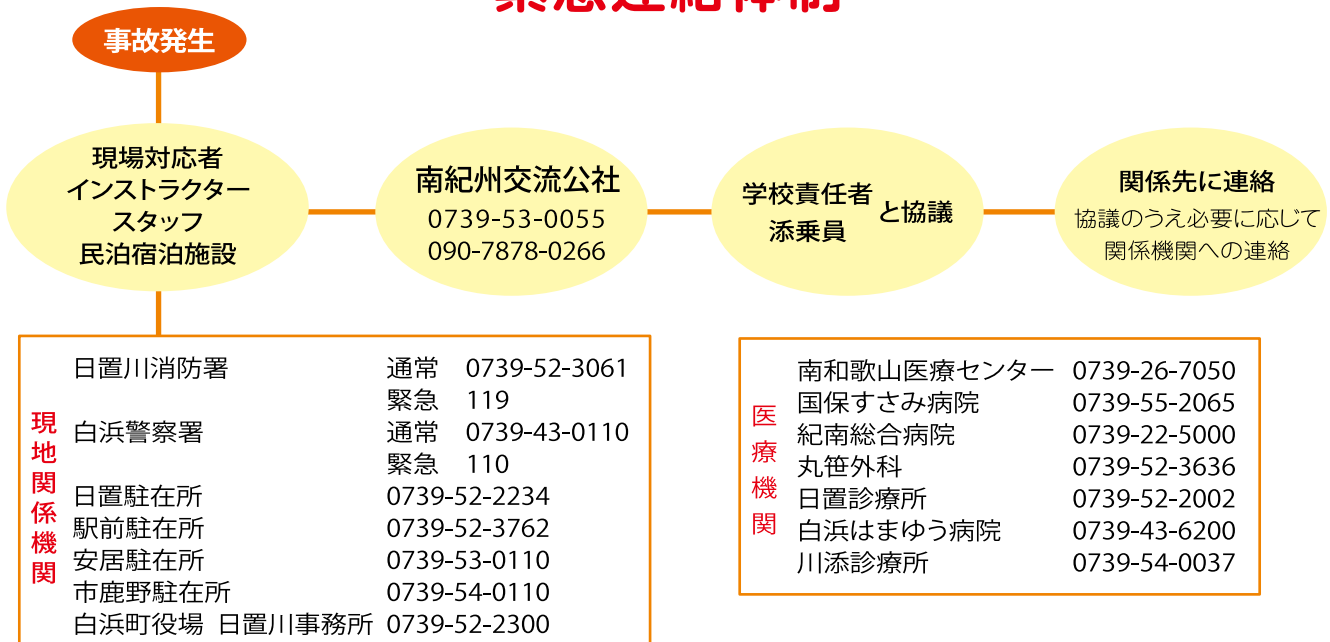 緊急連絡体制
事故発生
現場対応者
インストラクター
スタッフ
民泊宿泊施設
南紀州交流公社
0739-53-0055
090-7878-0266
学校責任者
添乗員
と協議
関係先に連絡
協議のうえ必要に応じて
関係機関への連絡
現地関係機関
日置川消防署 通常 0739-52-3061
緊急 119
白浜警察署 通常 0739-43-0110
緊急 110
日置駐在所 0739-52-2234
駅前駐在所 0739-52-3762
安居駐在所 0739-53-0110
市鹿野駐在所 0739-54-0110
白浜町役場 日置川事務所 0739-52-2300
医療機関
南和歌山医療センター 0739-26-7050
国保すさみ病院 0739-55-2065
紀南総合病院 0739-22-5000
丸笹外科 0739-52-3636
日置診療所 0739-52-2002
白浜はまゆう病院 0739-43-6200
川添診療所 0739-54-0037